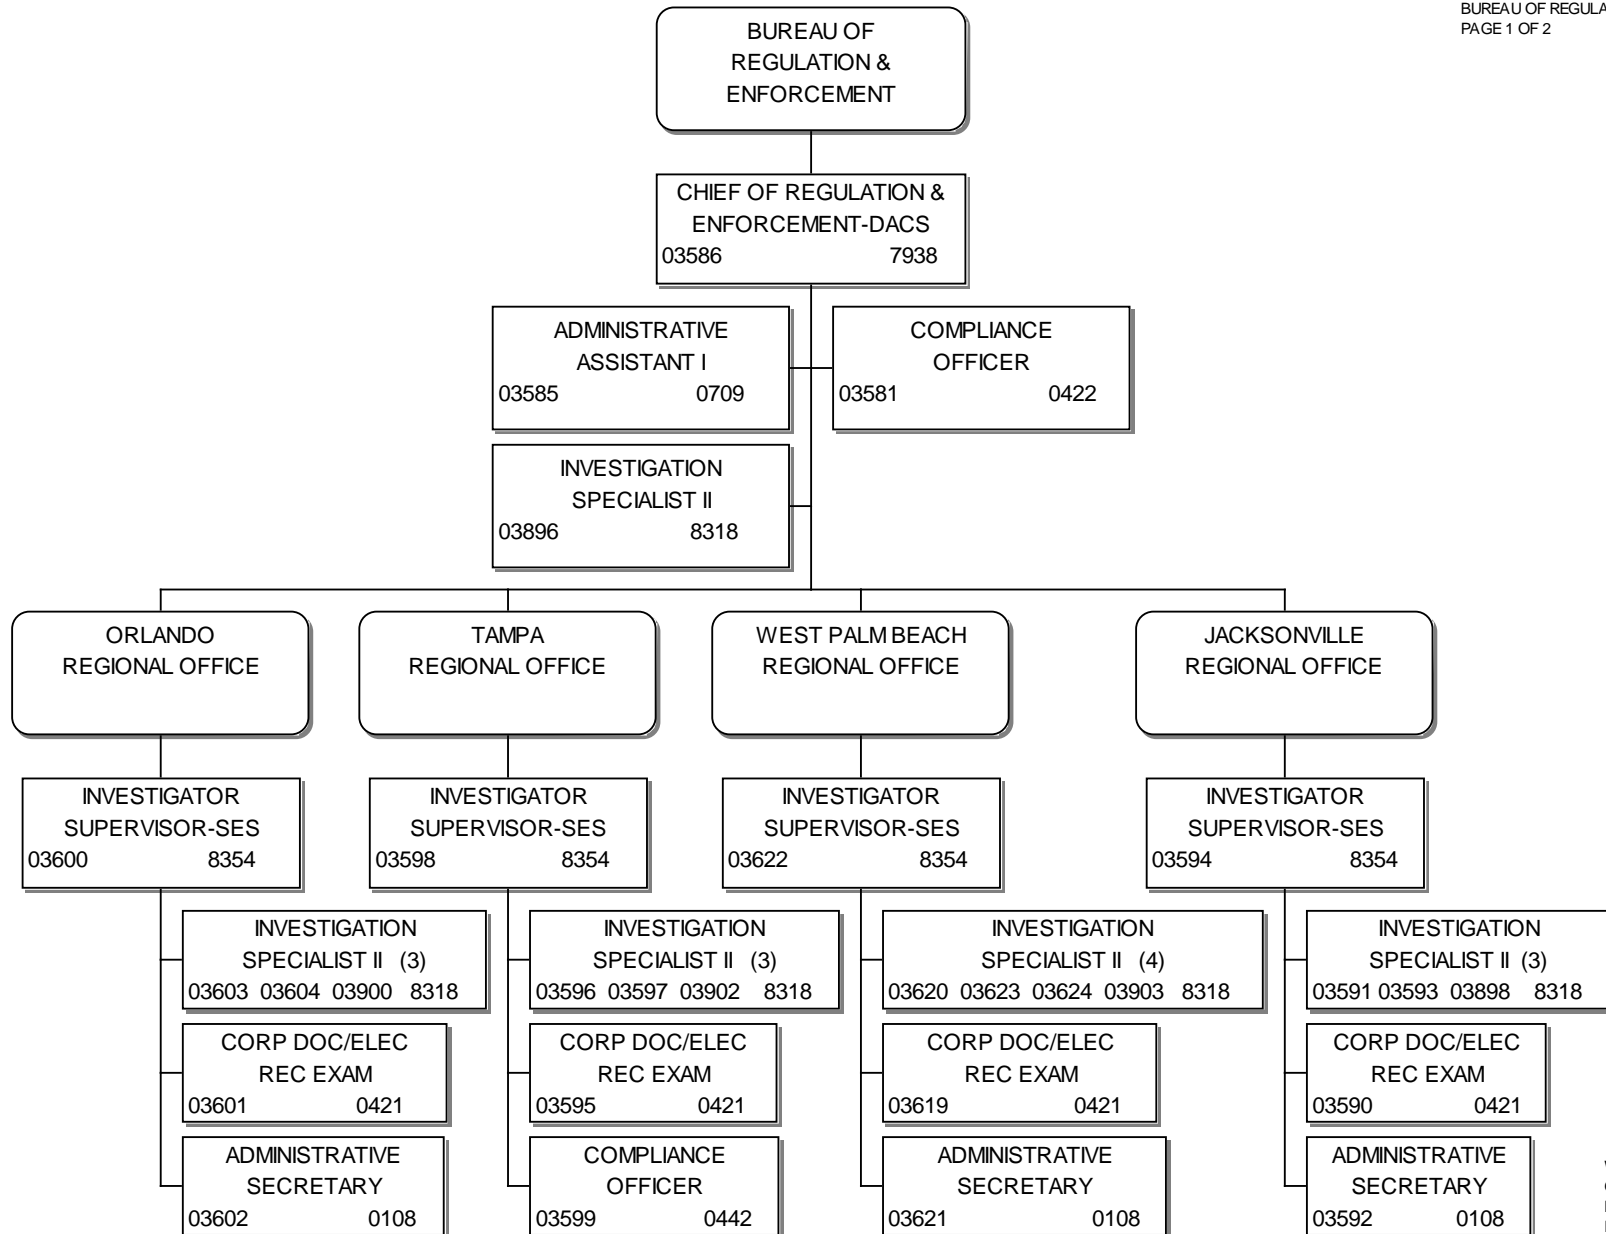 BUREAU OF REGULA
PAGE 1 OF 2
BUREAU OF
REGULATION &
ENFORCEMENT
CHIEF OF REGULATION &
ENFORCEMENT-DACS
03586 7938
ADMINISTRATIVE
ASSISTANT I
03585 0709
COMPLIANCE
OFFICER
03581 0422
INVESTIGATION
SPECIALIST II
03896 8318
ORLANDO
REGIONAL OFFICE
TAMPA
REGIONAL OFFICE
WEST PALM BEACH
REGIONAL OFFICE
JACKSONVILLE
REGIONAL OFFICE
INVESTIGATOR
SUPERVISOR-SES
03600 8354
INVESTIGATOR
SUPERVISOR-SES
03598 8354
INVESTIGATOR
SUPERVISOR-SES
03622 8354
INVESTIGATOR
SUPERVISOR-SES
03594 8354
INVESTIGATION
SPECIALIST II (3)
03603 03604 03900 8318
INVESTIGATION
SPECIALIST II (3)
03596 03597 03902 8318
INVESTIGATION
SPECIALIST II (4)
03620 03623 03624 03903 8318
INVESTIGATION
SPECIALIST II (3)
03591 03593 03898 8318
CORP DOC/ELEC
REC EXAM
03601 0421
CORP DOC/ELEC
REC EXAM
03595 0421
CORP DOC/ELEC
REC EXAM
03619 0421
CORP DOC/ELEC
REC EXAM
03590 0421
ADMINISTRATIVE
SECRETARY
03602 0108
COMPLIANCE
OFFICER
03599 0442
ADMINISTRATIVE
SECRETARY
03621 0108
ADMINISTRATIVE
SECRETARY
03592 0108